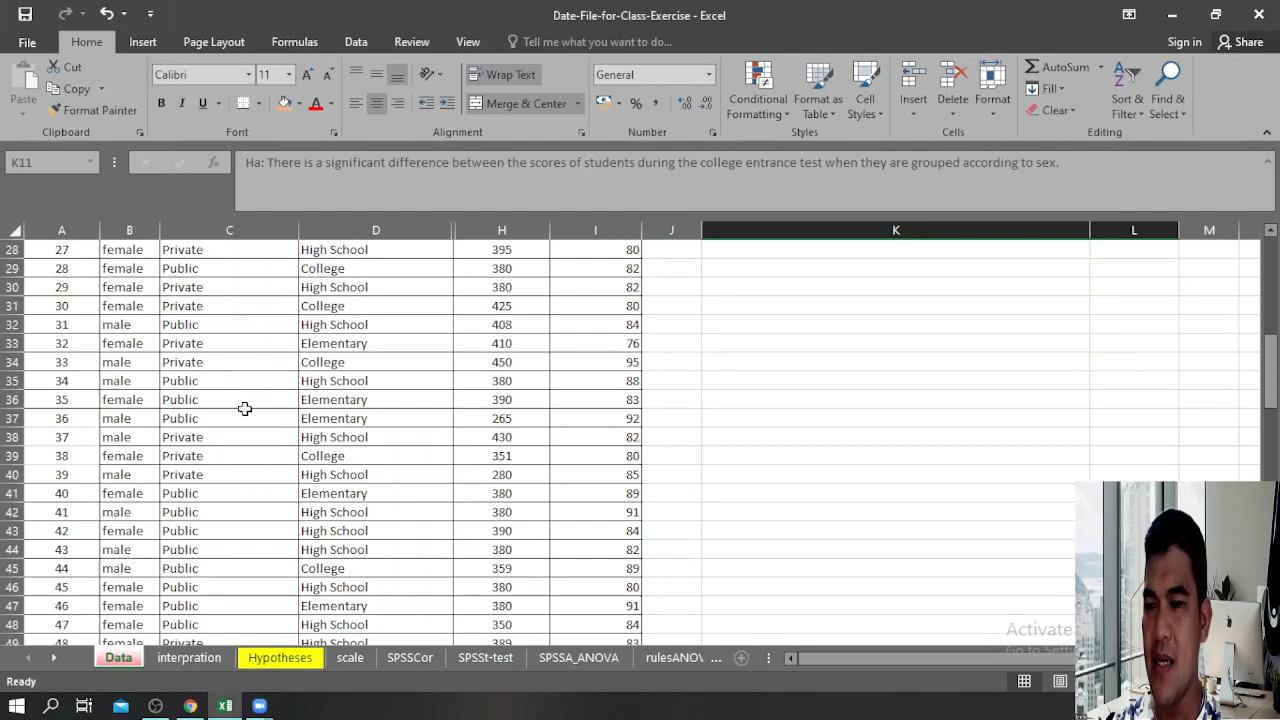 Date-File-for-Class-Exercise - Excel
File Home Insert Page Layout Formulas Data Review View Tell me what you want to do... Sign in Share
Paste
Cut
Copy
Format Painter
Clipboard
Calibri 11
B I U A
Font
Wrap Text
Merge & Center
Alignment
General
%
Number
Conditional Formatting
Format as Table
Cell Styles
Styles
Insert
Delete
Format
Cells
AutoSum
Fill
Clear
Sort & Filter
Find & Select
Editing
K11 fx Ha: There is a significant difference between the scores of students during the college entrance test when they are grouped according to sex.
A B C D H I J K L M
28 27 female Private High School 395 80
29 28 female Public College 380 82
30 29 female Private High School 380 82
31 30 female Private College 425 80
32 31 male Public High School 408 84
33 32 female Private Elementary 410 76
34 33 male Private College 450 95
35 34 male Public High School 380 88
36 35 female Public Elementary 390 83
37 36 male Public Elementary 265 92
38 37 male Private High School 430 82
39 38 female Private College 351 80
40 39 male Private High School 280 85
41 40 female Public Elementary 380 89
42 41 male Public High School 380 91
43 42 female Public High School 390 84
44 43 male Public High School 380 82
45 44 male Public College 359 89
46 45 female Public High School 380 80
47 46 female Public Elementary 380 91
48 47 female Public High School 350 84
49 48 female Private High School 389 83
Activate
Go to Sett
Data interpration Hypotheses scale SPSSCor SPSSt-test SPSSA_ANOVA rulesANOV ...
Ready